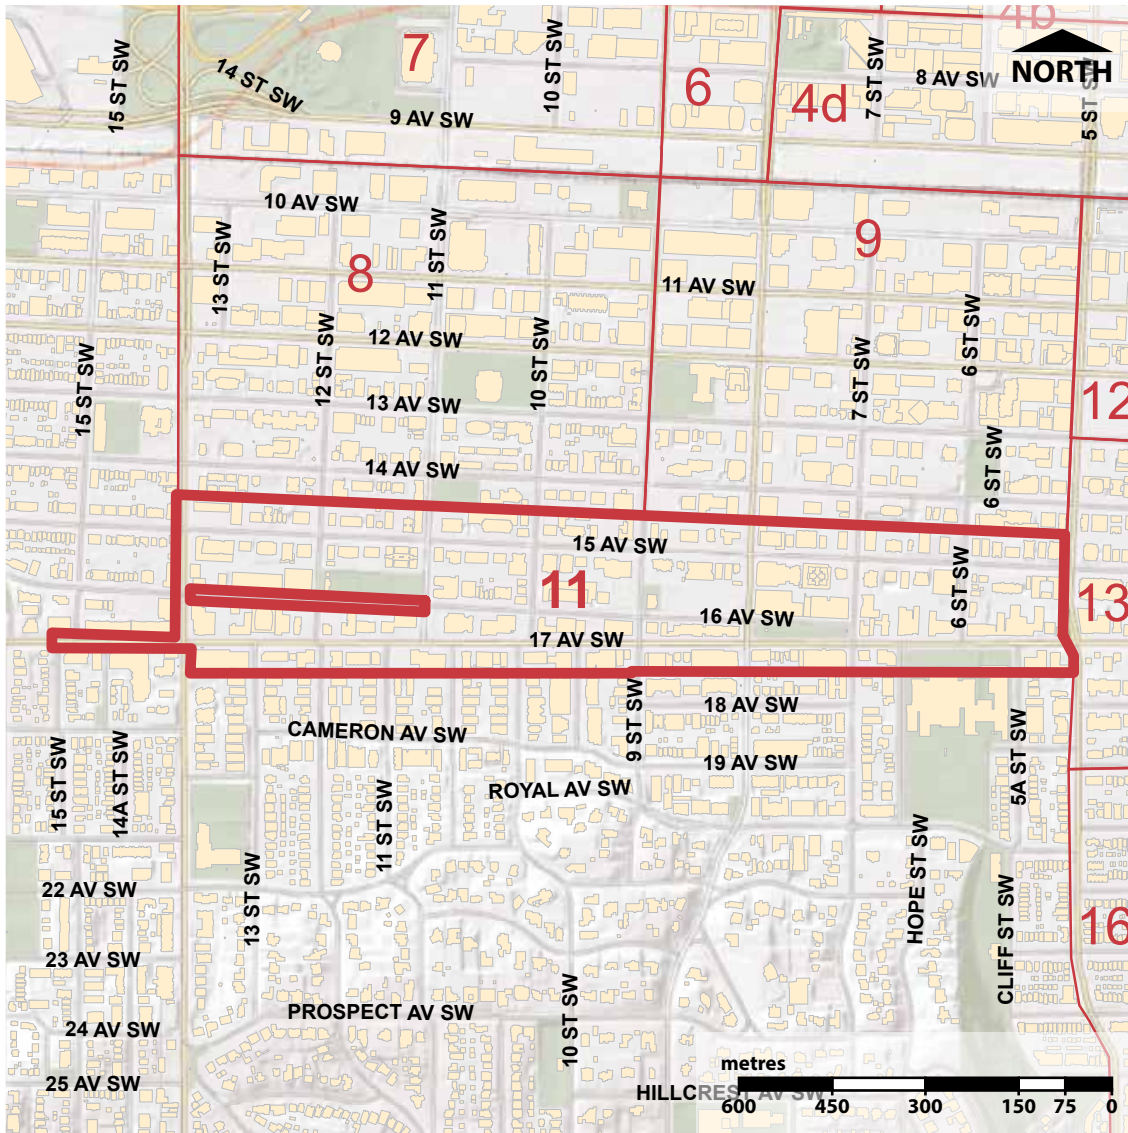 4b
7
10 ST SW
15 ST SW
14 ST SW
6
4d
7 ST SW
8 AV SW
NORTH
5 ST SW
9 AV SW
10 AV SW
13 ST SW
11 ST SW
8
9
11 AV SW
12 AV SW
12 ST SW
10 ST SW
6 ST SW
7 ST SW
15 ST SW
13 AV SW
12
14 AV SW
6 ST SW
15 AV SW
11
6 ST SW
13
16 AV SW
17 AV SW
18 AV SW
9 ST SW
CAMERON AV SW
19 AV SW
5A ST SW
15 ST SW
14A ST SW
ROYAL AV SW
11 ST SW
HOPE ST SW
22 AV SW
13 ST SW
CLIFF ST SW
16
23 AV SW
PROSPECT AV SW
24 AV SW
10 ST SW
metres
25 AV SW
HILLCREST AV SW
600 450 300 150 75 0